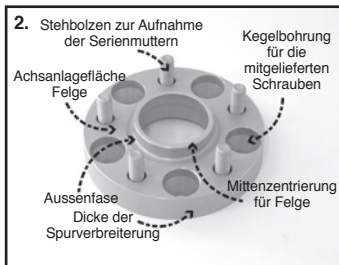 2.
Stehbolzen zur Aufnahme
der Serienmuttern
Kegelbohrung
für die
mitgelieferten
Schrauben
Achsanlagefläche
Felge
Aussenfase
Dicke der
Spurverbreiterung
Mittenzentrierung
für Felge